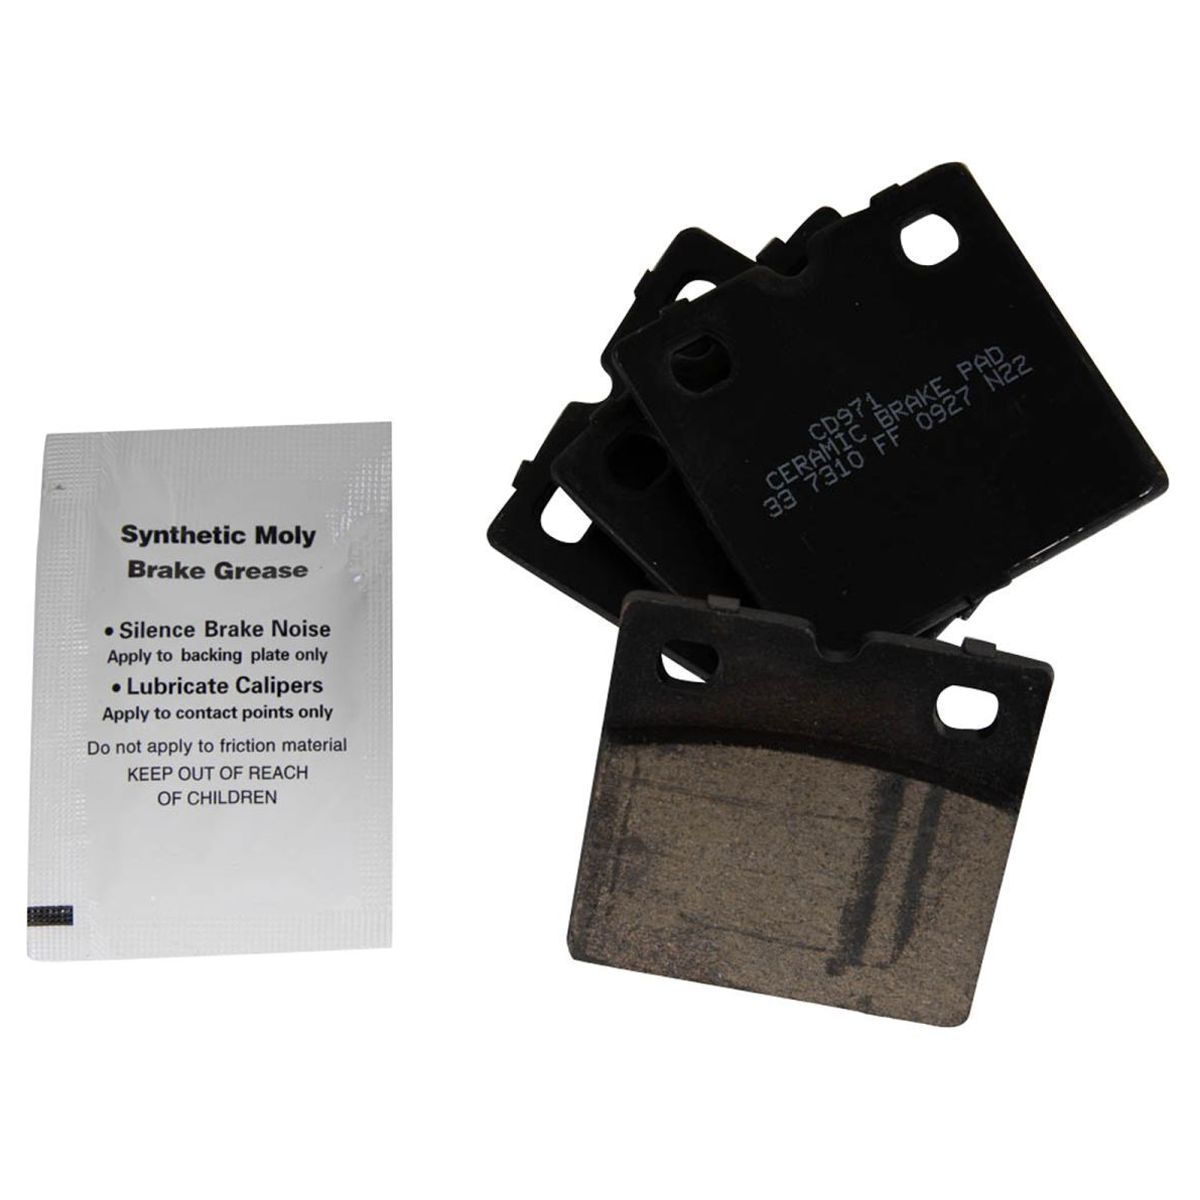 Synthetic Moly
Brake Grease
• Silence Brake Noise
Apply to backing plate only
• Lubricate Calipers
Apply to contact points only
Do not apply to friction material
KEEP OUT OF REACH
OF CHILDREN
CD971
CERAMIC BRAKE PAD
33 7310 FF 0927 N22